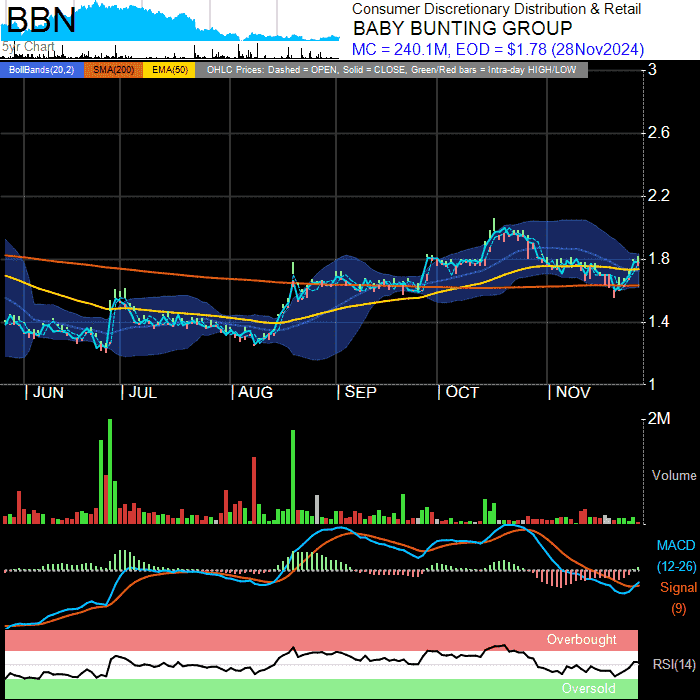 BBN
5yr Chart
Consumer Discretionary Distribution & Retail
BABY BUNTING GROUP
MC = 240.1M, EOD = $1.78 (28Nov2024)
BollBands(20,2) SMA(200) EMA(50) OHLC Prices: Dashed = OPEN, Solid = CLOSE, Green/Red bars = Intra-day HIGH/LOW
3
2.6
2.2
1.8
1.4
1
JUN JUL AUG SEP OCT NOV
2M
Volume
MACD
(12-26)
Signal
(9)
Overbought
RSI(14)
Oversold